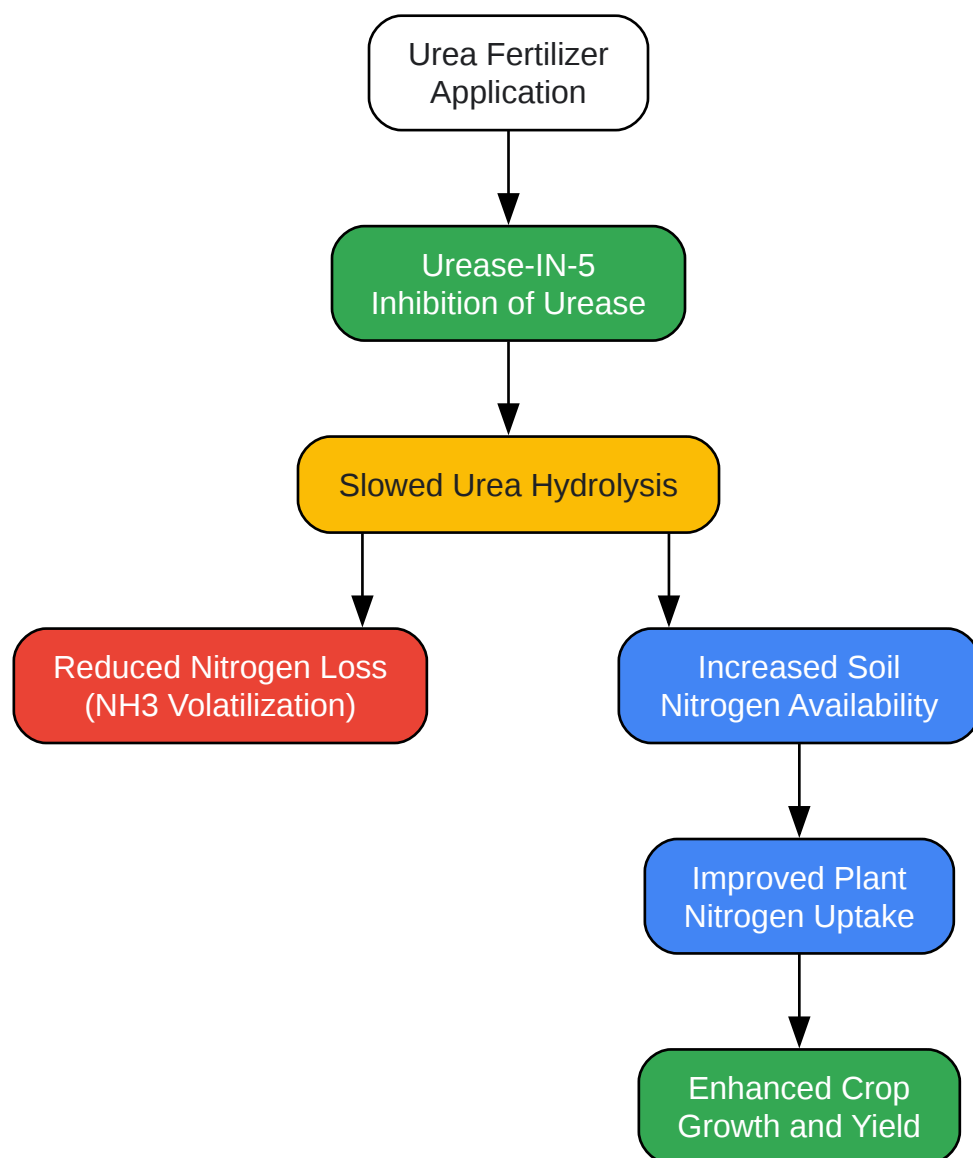 Urea Fertilizer
Application
Urease-IN-5
Inhibition of Urease
Slowed Urea Hydrolysis
Reduced Nitrogen Loss
(NH3 Volatilization)
Increased Soil
Nitrogen Availability
Improved Plant
Nitrogen Uptake
Enhanced Crop
Growth and Yield